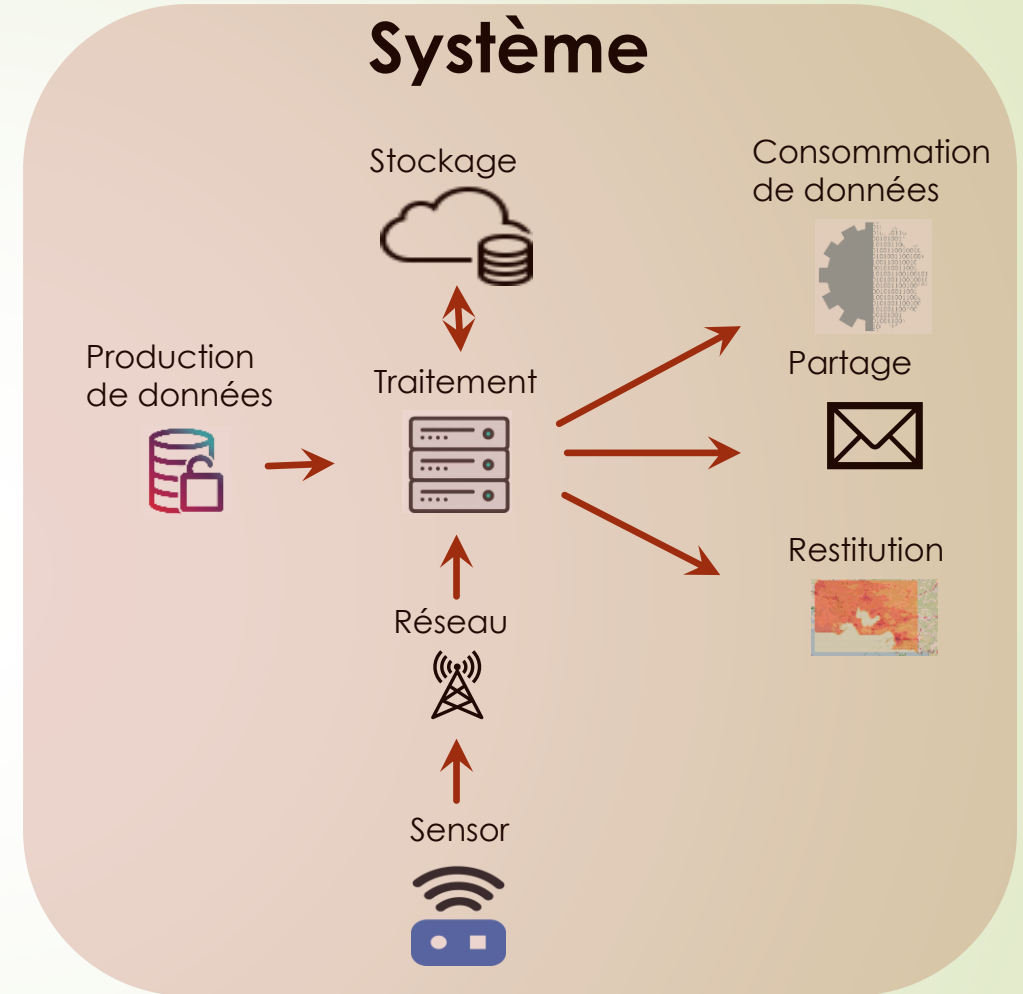 Système
Stockage
Consommation
de données
Production
de données
Traitement
Partage
Restitution
Réseau
Sensor